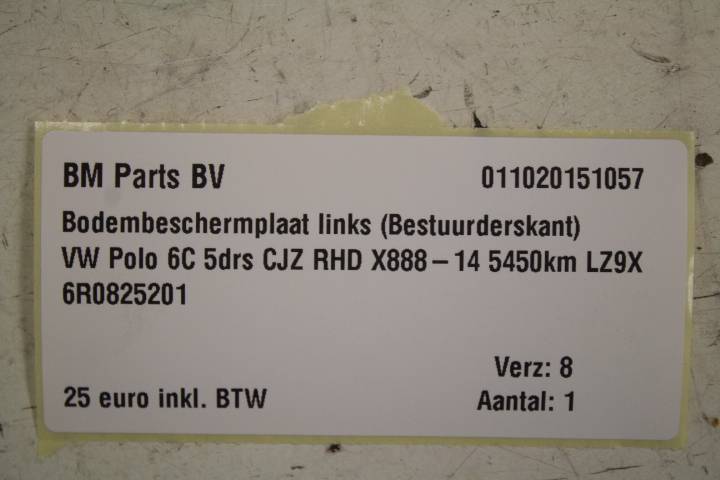 BM Parts BV 011020151057
Bodembeschermplaat links (Bestuurderskant)
VW Polo 6C 5drs CJZ RHD X888 – 14 5450km LZ9X
6R0825201
Verz: 8
25 euro inkl. BTW Aantal: 1